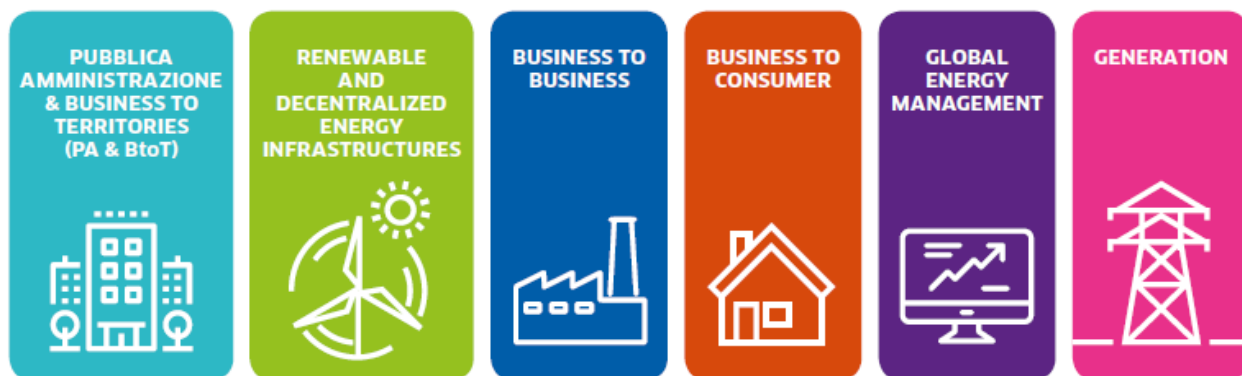 PUBBLICA
AMMINISTRAZIONE
& BUSINESS TO
TERRITORIES
(PA & BtoT)
RENEWABLE
AND
DECENTRALIZED
ENERGY
INFRASTRUCTURES
BUSINESS TO
BUSINESS
BUSINESS TO
CONSUMER
GLOBAL
ENERGY
MANAGEMENT
GENERATION